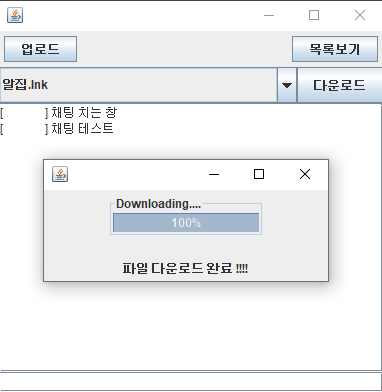 업로드 목록보기
알집.lnk 다운로드
[ ] 채팅 치는 창
[ ] 채팅 테스트
Downloading....
100%
파일 다운로드 완료 !!!!